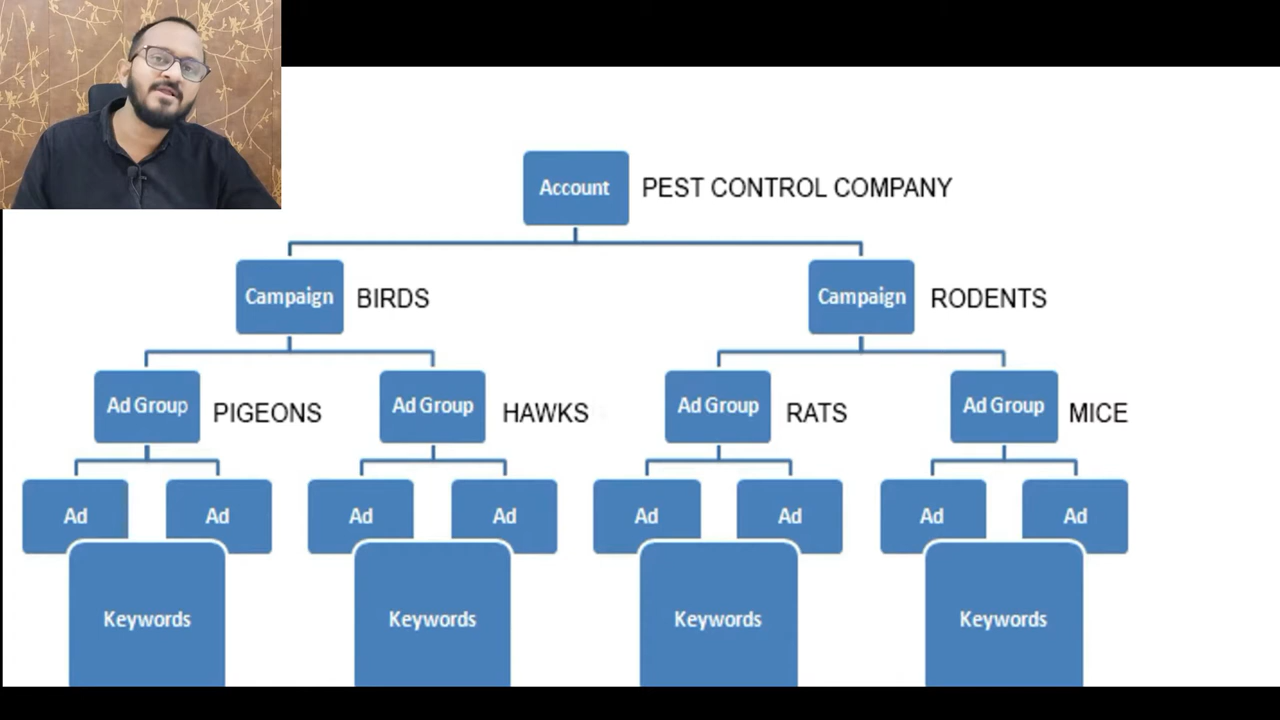 Account
PEST CONTROL COMPANY
Campaign
BIRDS
Campaign
RODENTS
Ad Group
PIGEONS
Ad Group
HAWKS
Ad Group
RATS
Ad Group
MICE
Ad
Ad
Ad
Ad
Ad
Ad
Ad
Ad
Keywords
Keywords
Keywords
Keywords